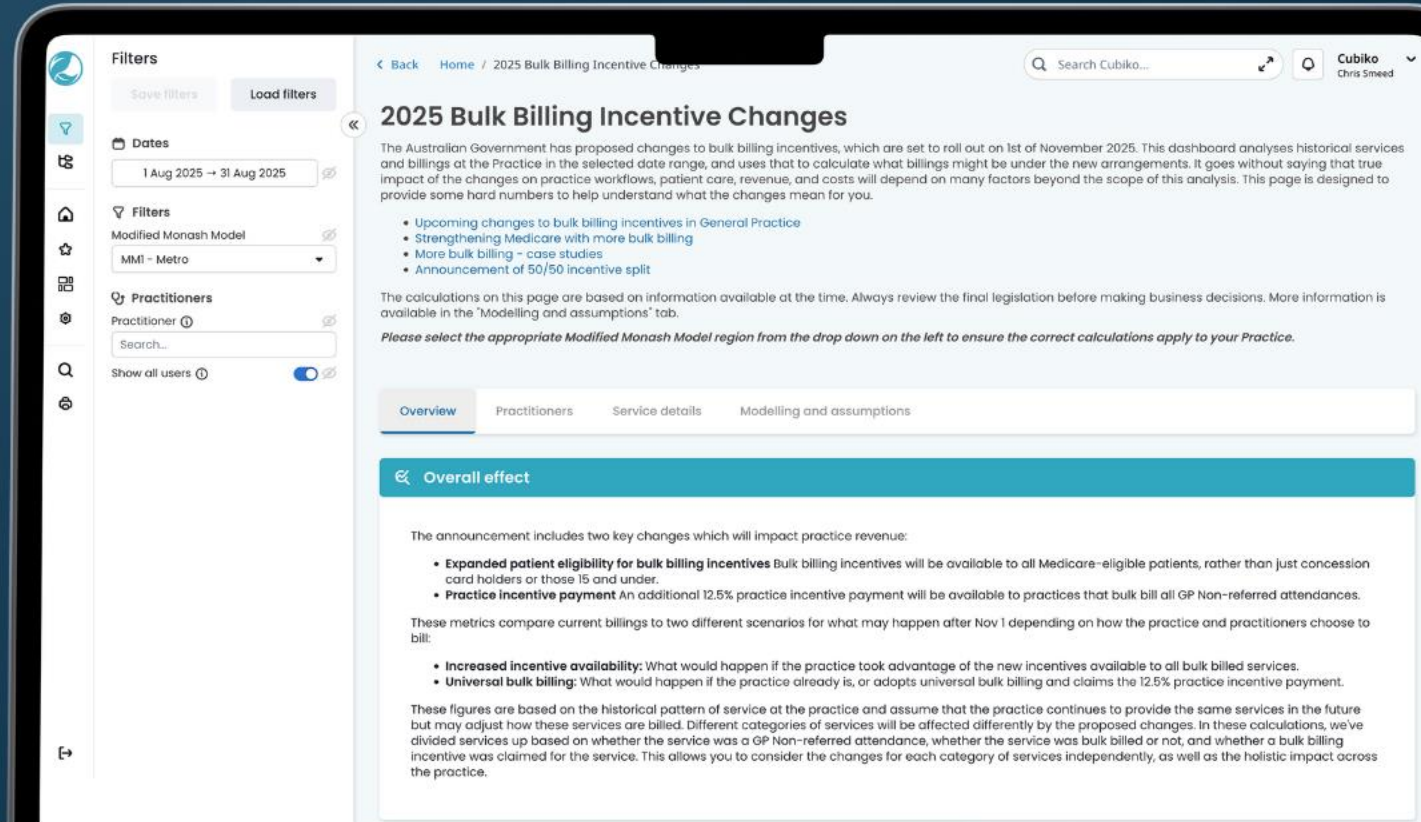 Filters
Save filters
Load filters
Dates
1 Aug 2025 → 31 Aug 2025
Filters
Modified Monash Model
MM1 - Metro
Practitioners
Practitioner
Search...
Show all users
Back Home / 2025 Bulk Billing Incentive Changes
Search Cubiko...
Cubiko
Chris Smeed
2025 Bulk Billing Incentive Changes
The Australian Government has proposed changes to bulk billing incentives, which are set to roll out on 1st of November 2025. This dashboard analyses historical services
and billings at the Practice in the selected date range, and uses that to calculate what billings might be under the new arrangements. It goes without saying that true
impact of the changes on practice workflows, patient care, revenue, and costs will depend on many factors beyond the scope of this analysis. This page is designed to
provide some hard numbers to help understand what the changes mean for you.
• Upcoming changes to bulk billing incentives in General Practice
• Strengthening Medicare with more bulk billing
• More bulk billing - case studies
• Announcement of 50/50 incentive split
The calculations on this page are based on information available at the time. Always review the final legislation before making business decisions. More information is
available in the "Modelling and assumptions" tab.
Please select the appropriate Modified Monash Model region from the drop down on the left to ensure the correct calculations apply to your Practice.
Overview Practitioners Service details Modelling and assumptions
Overall effect
The announcement includes two key changes which will impact practice revenue:
• Expanded patient eligibility for bulk billing incentives Bulk billing incentives will be available to all Medicare-eligible patients, rather than just concession
card holders or those 15 and under.
• Practice incentive payment An additional 12.5% practice incentive payment will be available to practices that bulk bill all GP Non-referred attendances.
These metrics compare current billings to two different scenarios for what may happen after Nov 1 depending on how the practice and practitioners choose to
bill:
• Increased incentive availability: What would happen if the practice took advantage of the new incentives available to all bulk billed services.
• Universal bulk billing: What would happen if the practice already is, or adopts universal bulk billing and claims the 12.5% practice incentive payment.
These figures are based on the historical pattern of service at the practice and assume that the practice continues to provide the same services in the future
but may adjust how these services are billed. Different categories of services will be affected differently by the proposed changes. In these calculations, we've
divided services up based on whether the service was a GP Non-referred attendance, whether the service was bulk billed or not, and whether a bulk billing
incentive was claimed for the service. This allows you to consider the changes for each category of services independently, as well as the holistic impact across
the practice.